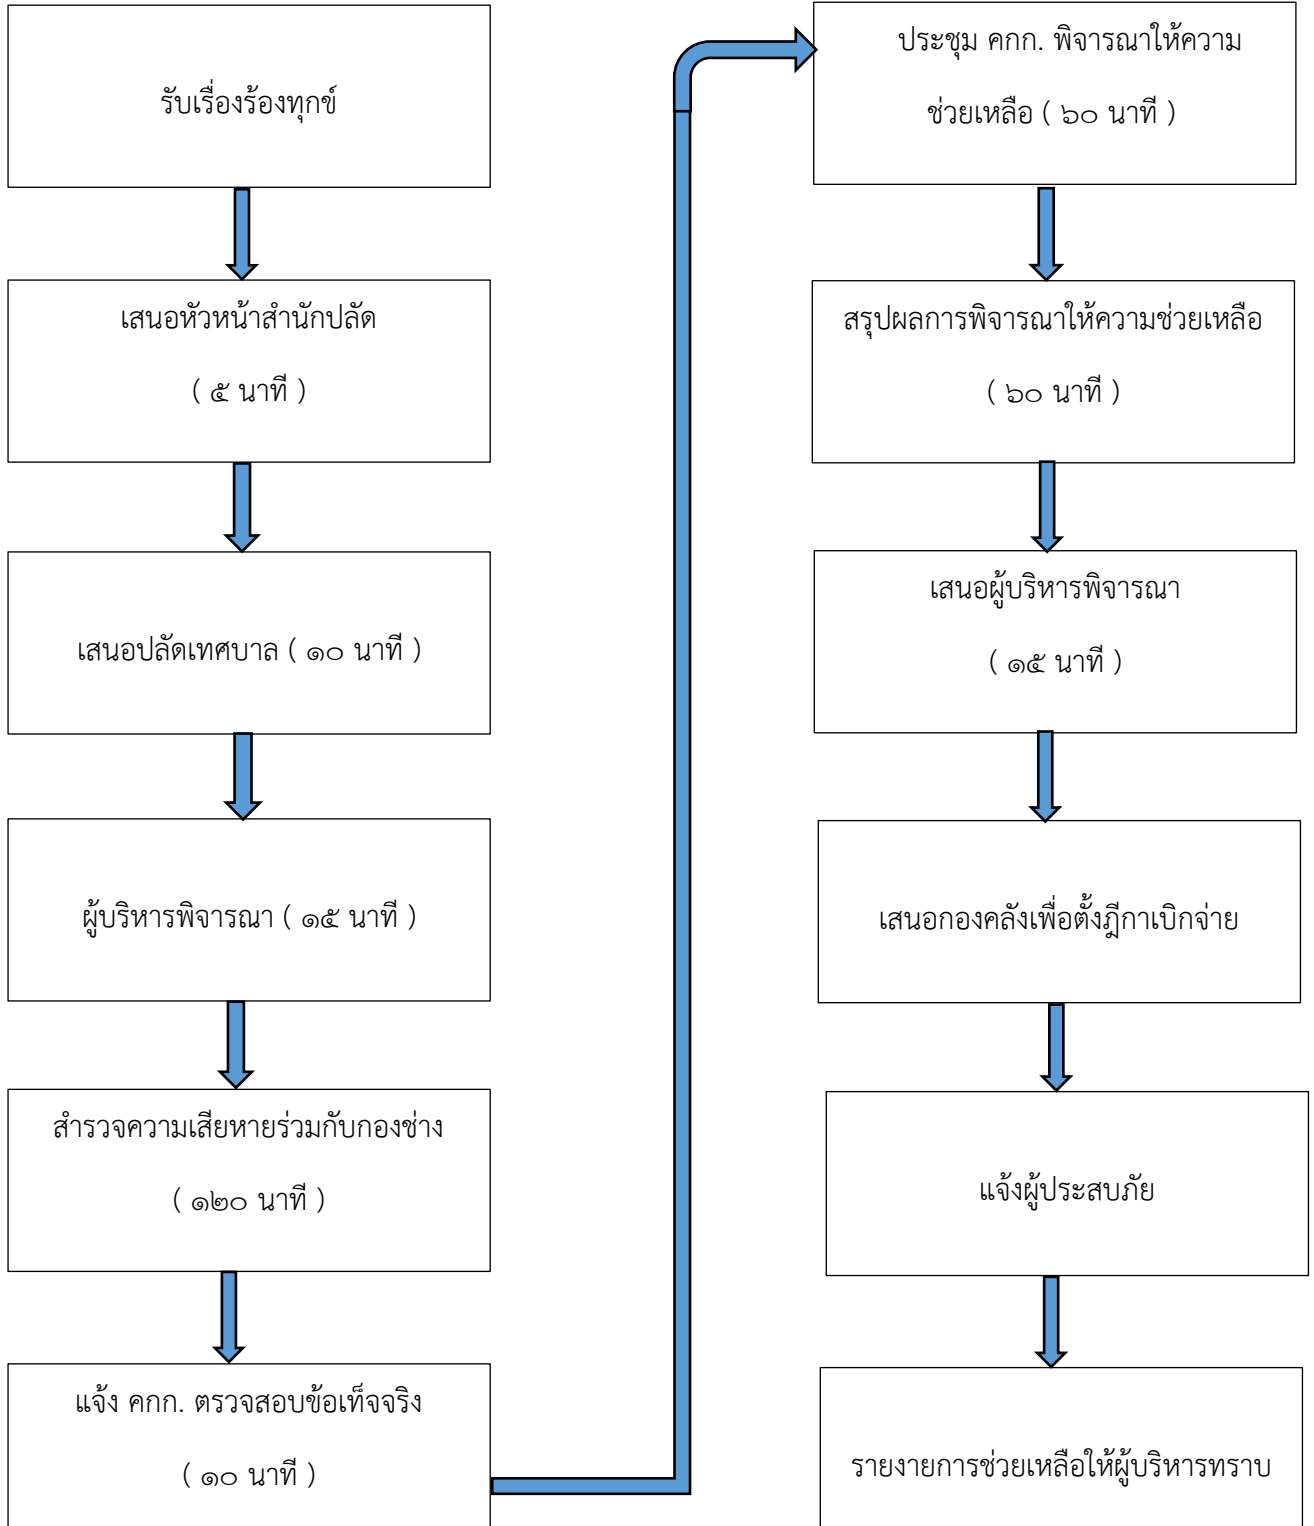 รับเรื่องร้องทุกข์
เสนอหัวหน้าสำนักปลัด
( ๕ นาที )
เสนอปลัดเทศบาล ( ๑๐ นาที )
ผู้บริหารพิจารณา ( ๑๕ นาที )
สำรวจความเสียหายร่วมกับกองช่าง
( ๑๒๐ นาที )
แจ้ง คกก. ตรวจสอบข้อเท็จจริง
( ๑๐ นาที )
ประชุม คกก. พิจารณาให้ความ
ช่วยเหลือ ( ๖๐ นาที )
สรุปผลการพิจารณาให้ความช่วยเหลือ
( ๖๐ นาที )
เสนอผู้บริหารพิจารณา
( ๑๕ นาที )
เสนอกองคลังเพื่อตั้งฎีกาเบิกจ่าย
แจ้งผู้ประสบภัย
รายงายการช่วยเหลือให้ผู้บริหารทราบ